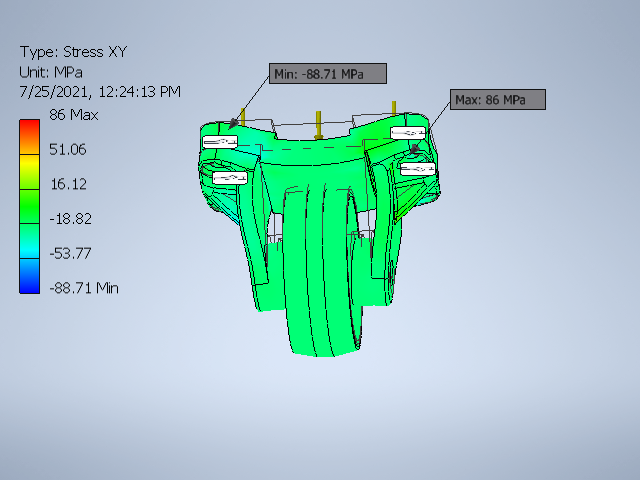 Type: Stress XY
Unit: MPa
7/25/2021, 12:24:13 PM
86 Max
51.06
16.12
-18.82
-53.77
-88.71 Min
Min: -88.71 MPa
Max: 86 MPa